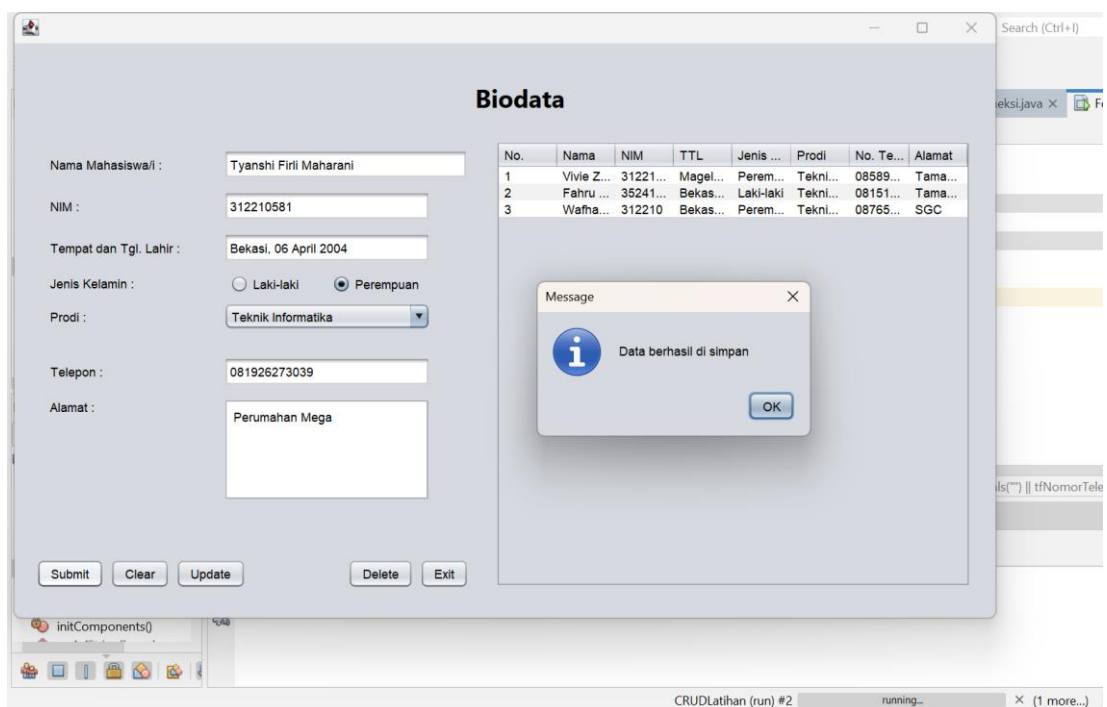 Search (Ctrl+I)
Biodata
eksi.java ×
Nama Mahasiswa/i :
Tyanshi Firli Maharani
NIM :
312210581
Tempat dan Tgl. Lahir :
Bekasi, 06 April 2004
Jenis Kelamin :
Laki-laki
Perempuan
Prodi :
Teknik Informatika
Telepon :
081926273039
Alamat :
Perumahan Mega
Submit
Clear
Update
Delete
Exit
No. Nama NIM TTL Jenis ... Prodi No. Te... Alamat
1 Vivie Z... 31221... Magel... Perem... Tekni... 08589... Tama...
2 Fahru ... 35241... Bekas... Laki-laki Tekni... 08151... Tama...
3 Wafha... 312210 Bekas... Perem... Tekni... 08765... SGC
Message
Data berhasil di simpan
OK
ls("") || tfNomorTele
initComponents()
CRUDLatihan (run) #2 running... (1 more...)